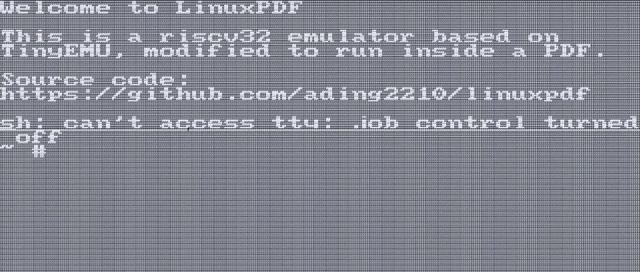 Welcome to LinuxPDF
This is a riscv32 emulator based on
TinyEMU, modified to run inside a PDF.
Source code:
https://github.com/ading2210/linuxpdf
sh: can't access tty: job control turned
off
~ #